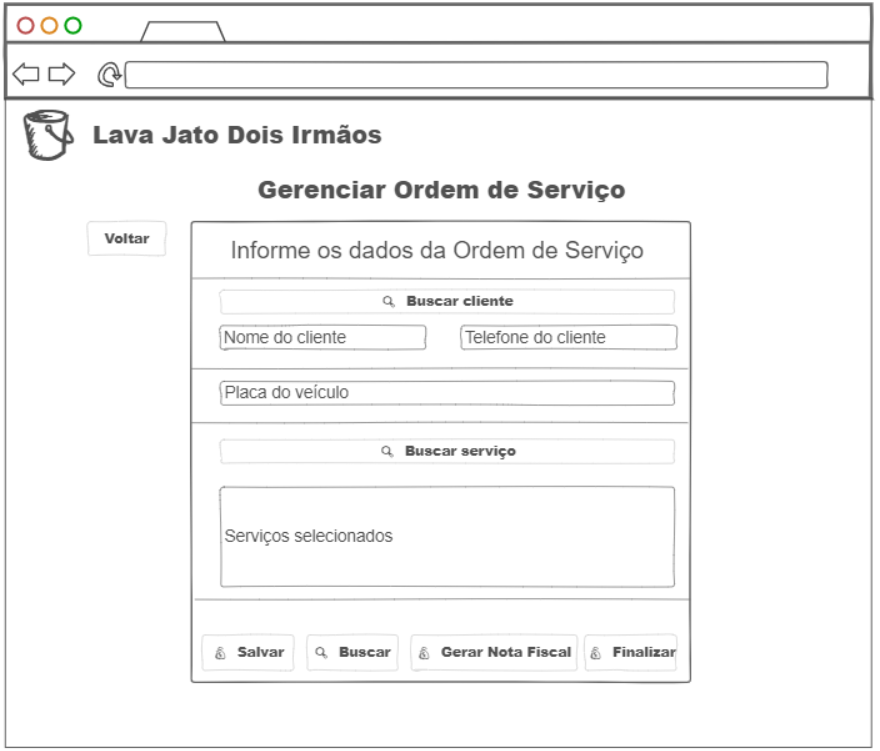 Lava Jato Dois Irmãos
Gerenciar Ordem de Serviço
Voltar
Informe os dados da Ordem de Serviço
Buscar cliente
Nome do cliente Telefone do cliente
Placa do veículo
Buscar serviço
Serviços selecionados
Salvar Buscar Gerar Nota Fiscal Finalizar